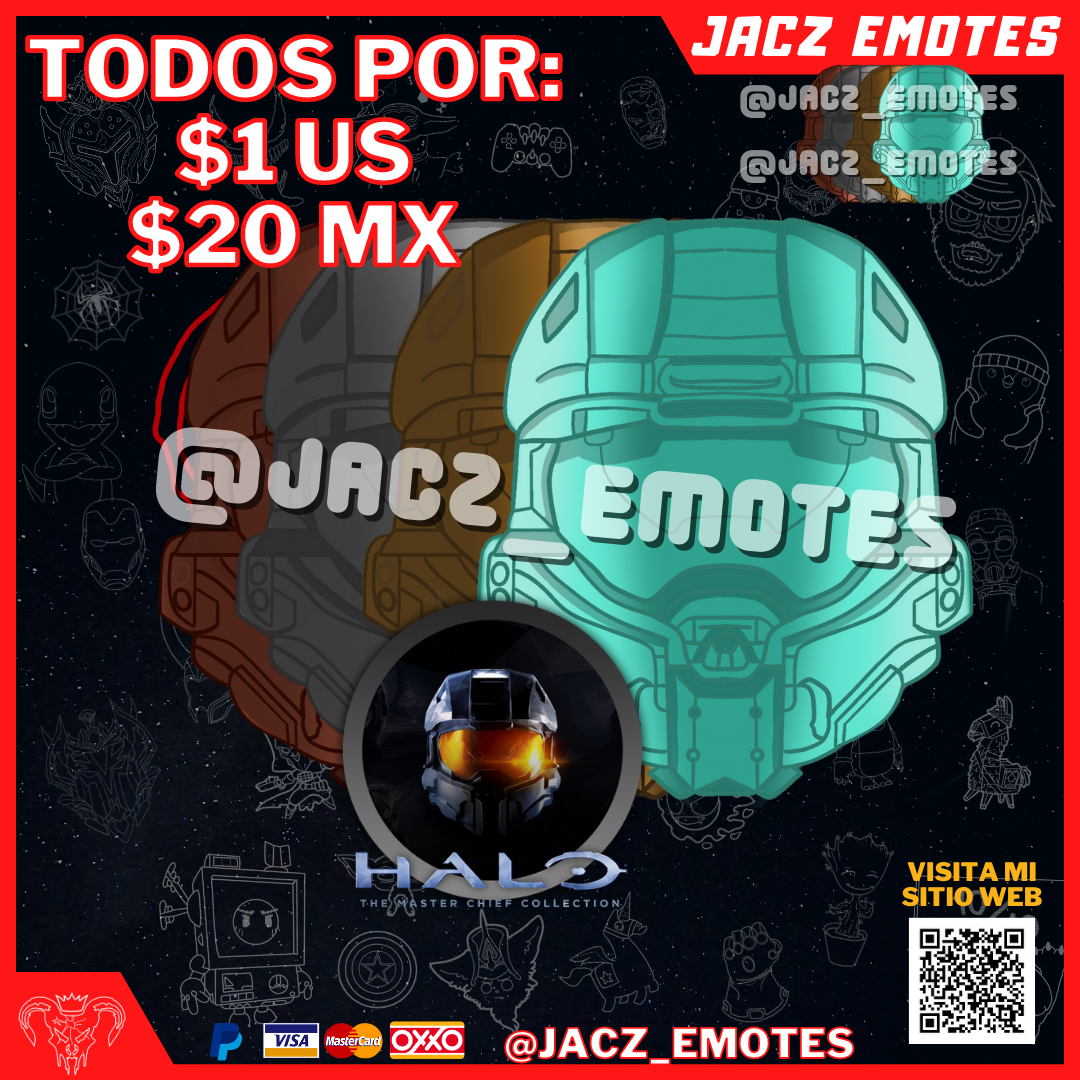 TODOS POR:
$1 US
$20 MX
JACZ EMOTES
@JACZ_EMOTES
@JACZ_EMOTES
@JACZ_EMOTES
HALO
THE MASTER CHIEF COLLECTION
VISITA MI
SITIO WEB
VISA
MasterCard
OXXO
@JACZ_EMOTES